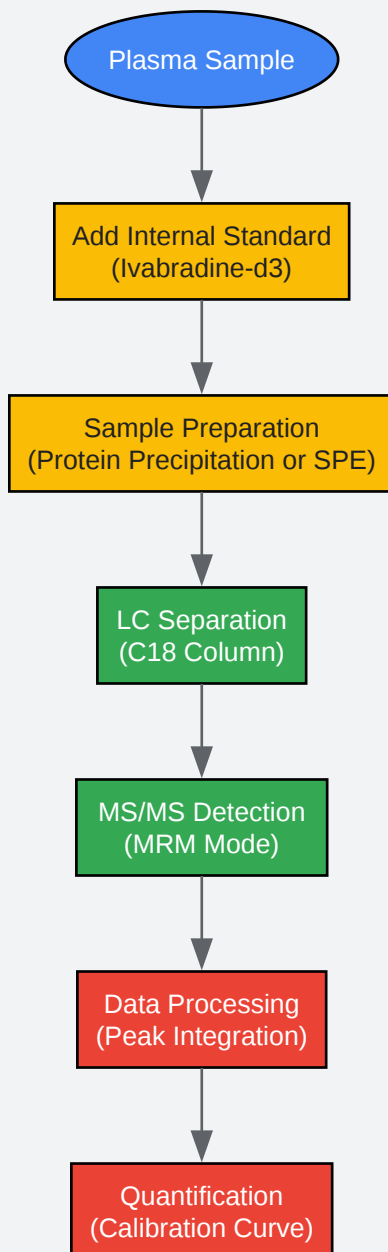 Plasma Sample
Add Internal Standard
(Ivabradine-d3)
Sample Preparation
(Protein Precipitation or SPE)
LC Separation
(C18 Column)
MS/MS Detection
(MRM Mode)
Data Processing
(Peak Integration)
Quantification
(Calibration Curve)